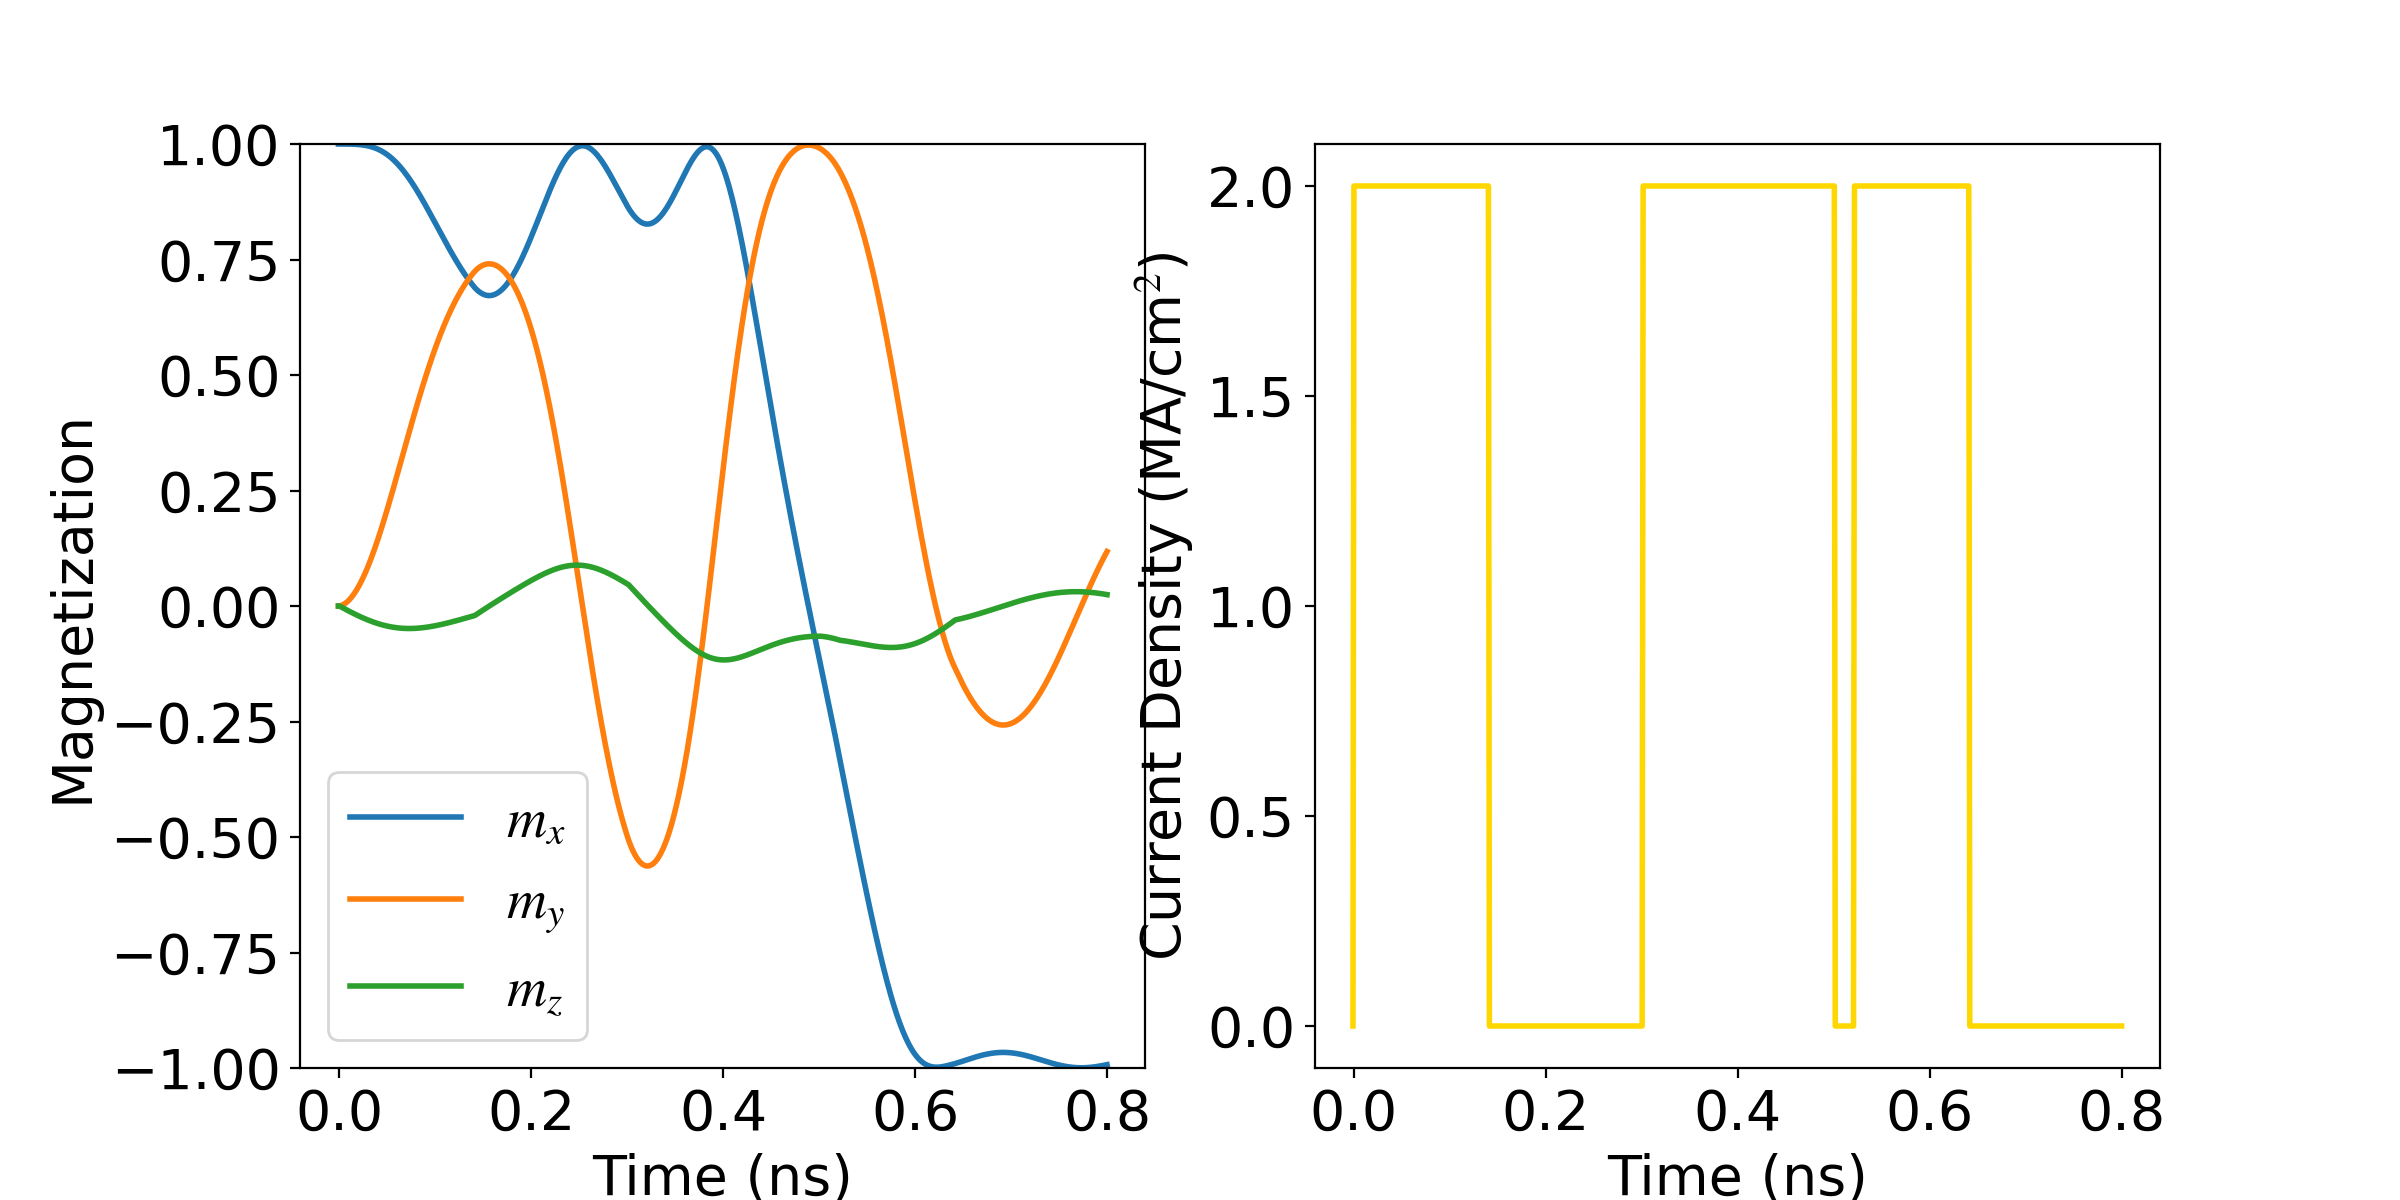 Magnetization
1.00
0.75
0.50
0.25
0.00
−0.25
−0.50
−0.75
−1.00
m_x
m_y
m_z
0.0 0.2 0.4 0.6 0.8
Time (ns)
Current Density (MA/cm²)
2.0
1.5
1.0
0.5
0.0
0.0 0.2 0.4 0.6 0.8
Time (ns)